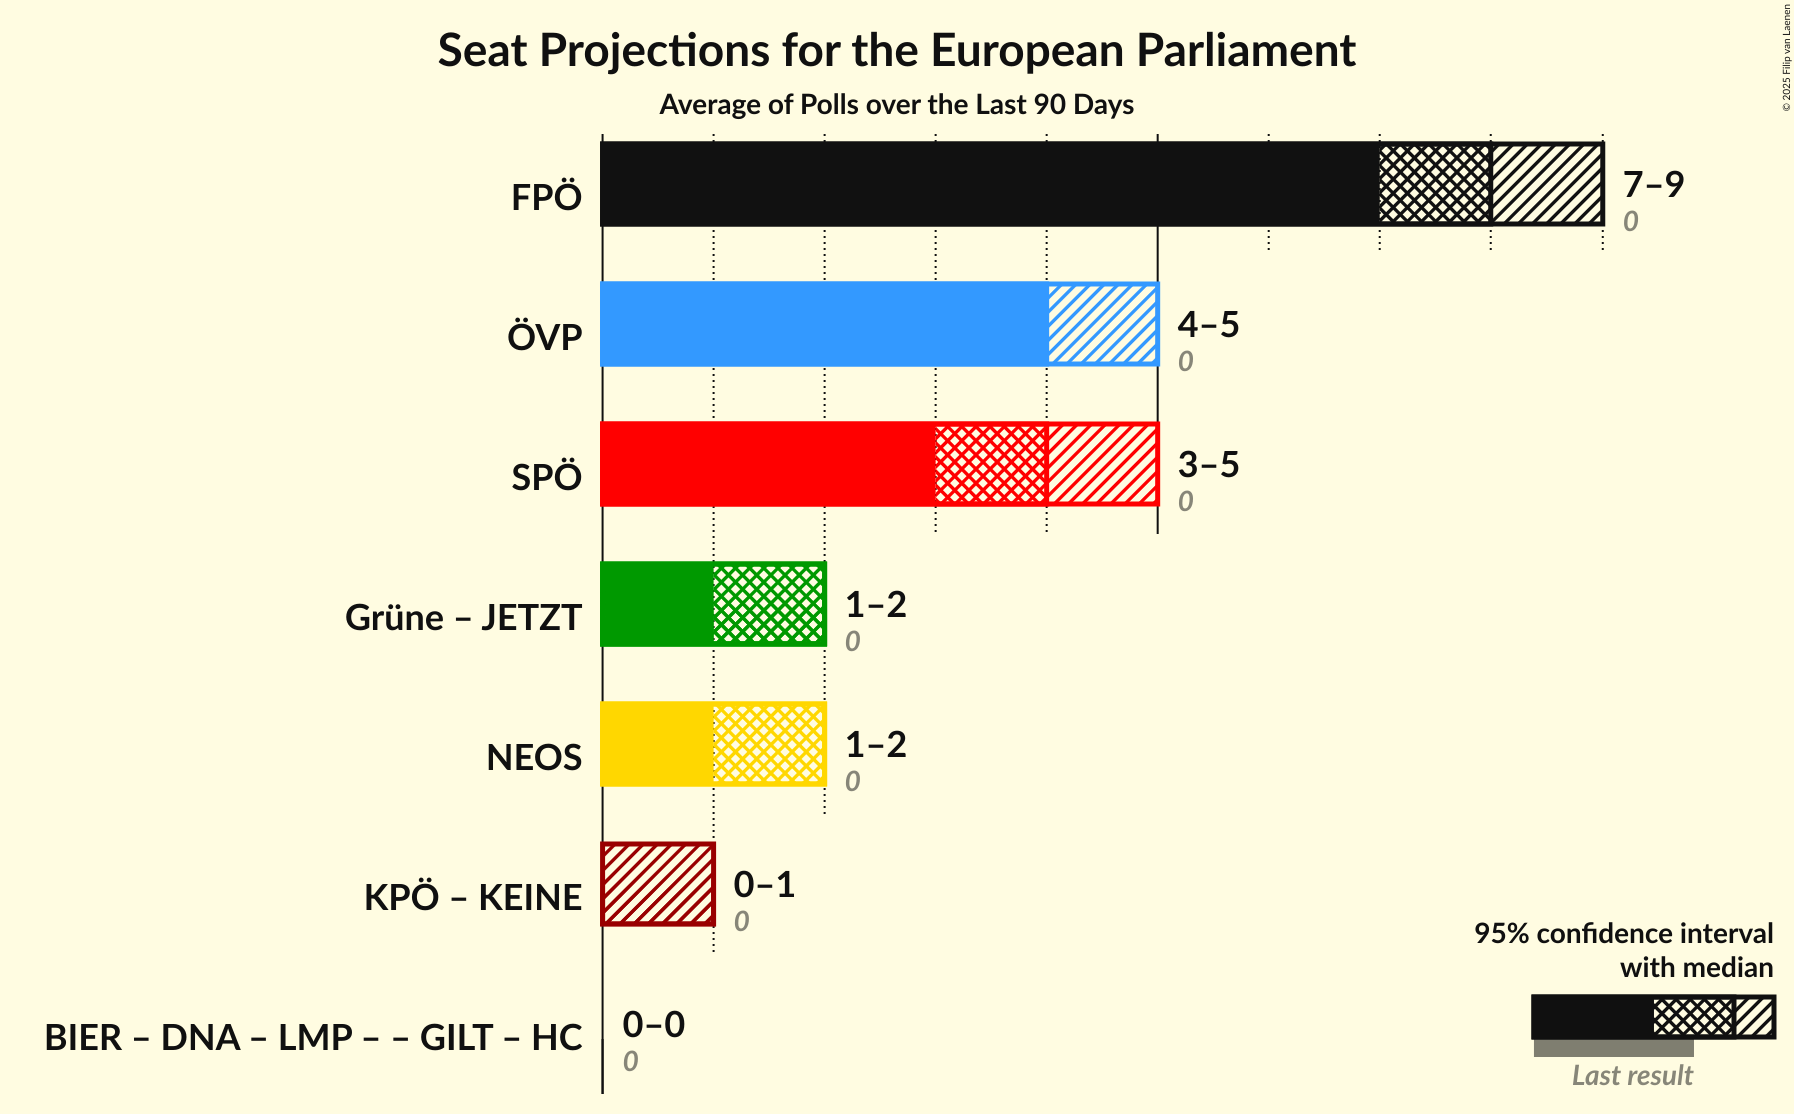 Seat Projections for the European Parliament
Average of Polls over the Last 90 Days
© 2025 Filip van Laenen
FPÖ
7–9
0
ÖVP
4–5
0
SPÖ
3–5
0
Grüne – JETZT
1–2
0
NEOS
1–2
0
KPÖ – KEINE
0–1
0
BIER – DNA – LMP – – GILT – HC
0–0
0
95% confidence interval
with median
Last result